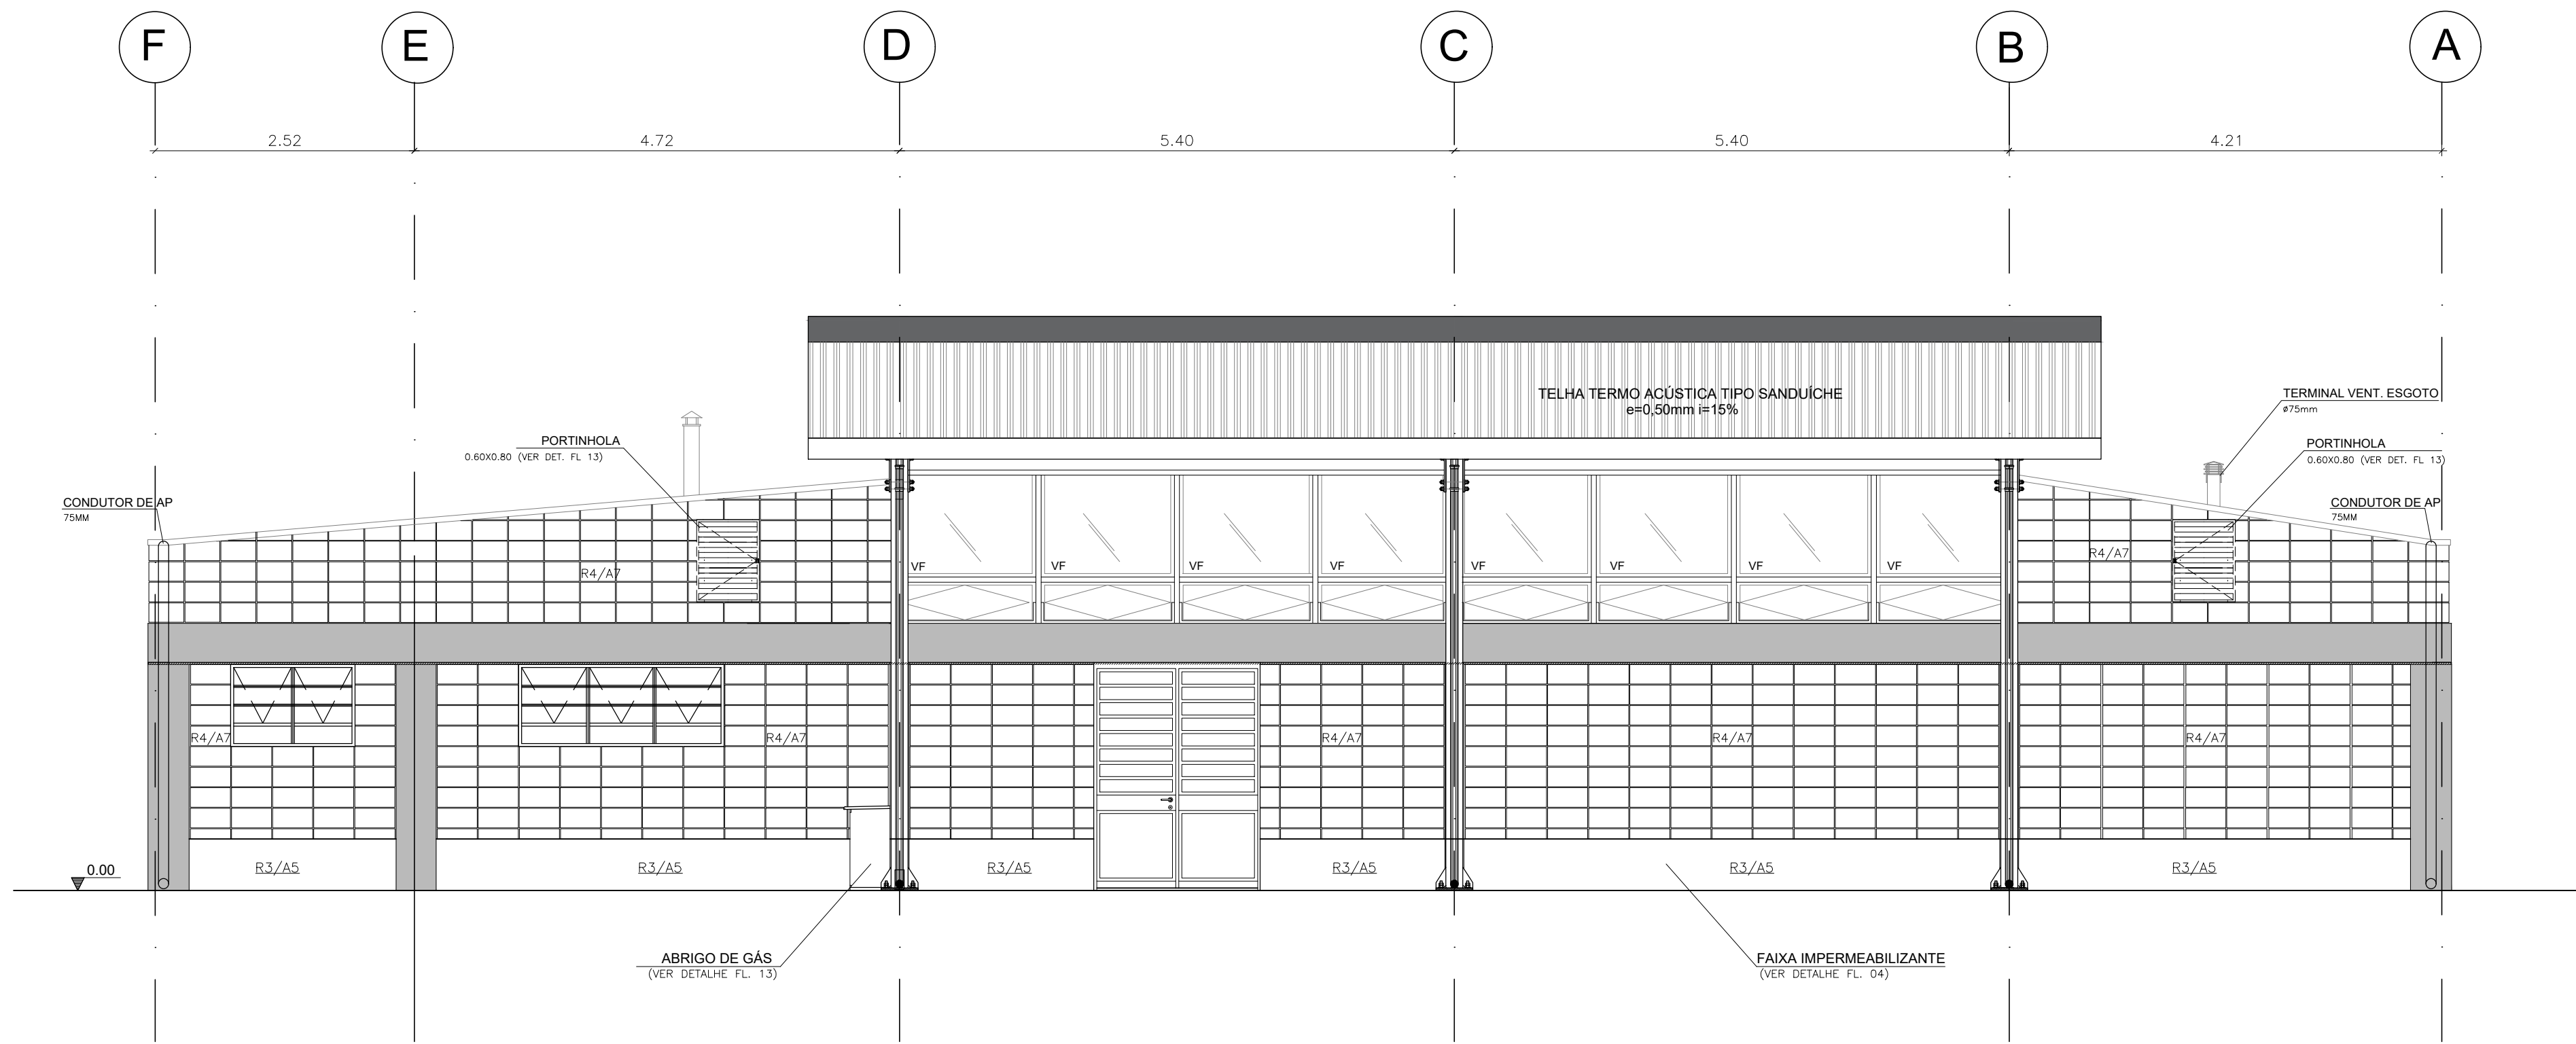 F E D C B A
2.52 4.72 5.40 5.40 4.21
TELHA TERMO ACÚSTICA TIPO SANDUÍCHE
e=0,50mm i=15%
TERMINAL VENT. ESGOTO
ø75mm
PORTINHOLA
0.60X0.80 (VER DET. FL 13)
PORTINHOLA
0.60X0.80 (VER DET. FL 13)
CONDUTOR DE AP
75MM
CONDUTOR DE AP
75MM
R4/A7
R4/A7
VF VF VF VF VF VF VF VF
R4/A7 R4/A7 R4/A7 R4/A7 R4/A7
0.00
R3/A5 R3/A5 R3/A5 R3/A5 R3/A5 R3/A5
ABRIGO DE GÁS
(VER DETALHE FL. 13)
FAIXA IMPERMEABILIZANTE
(VER DETALHE FL. 04)